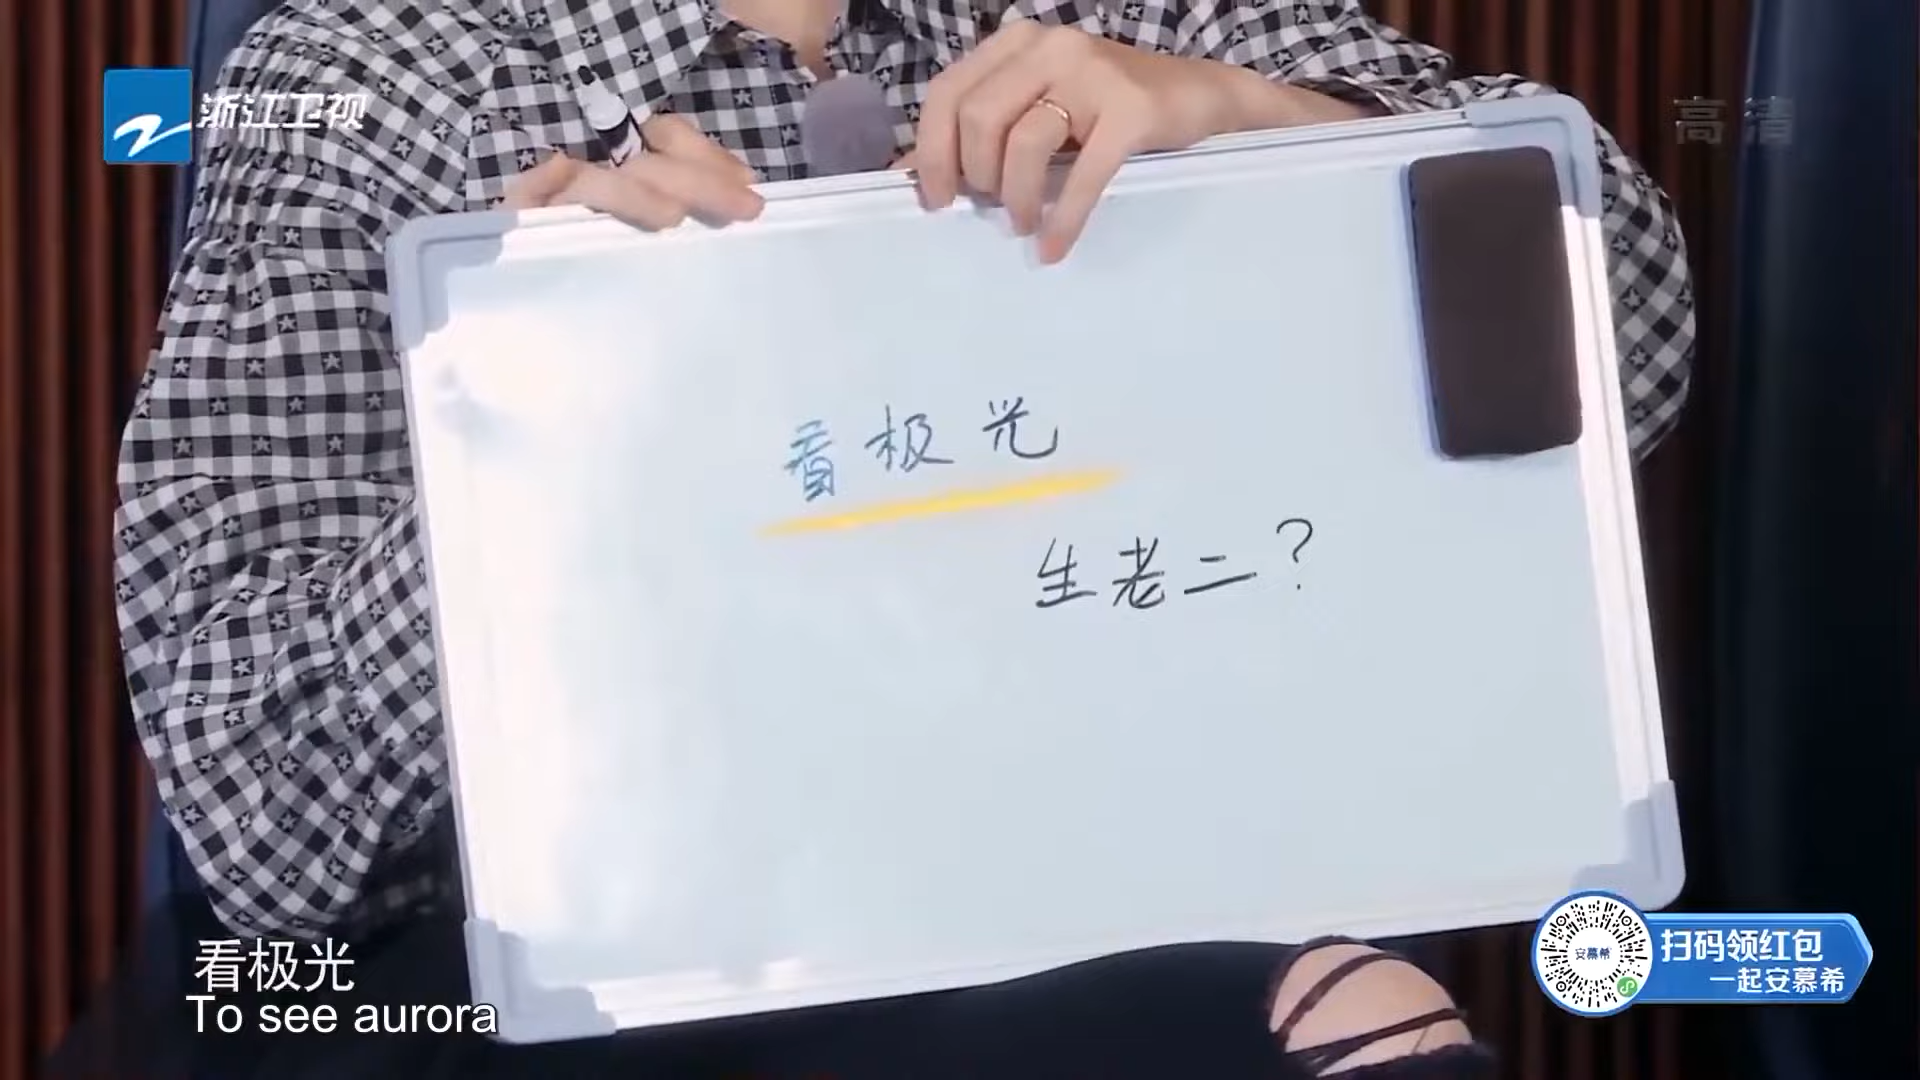 浙江卫视
高清
看极光
生老二?
看极光
To see aurora
安慕希
扫码领红包
一起安慕希